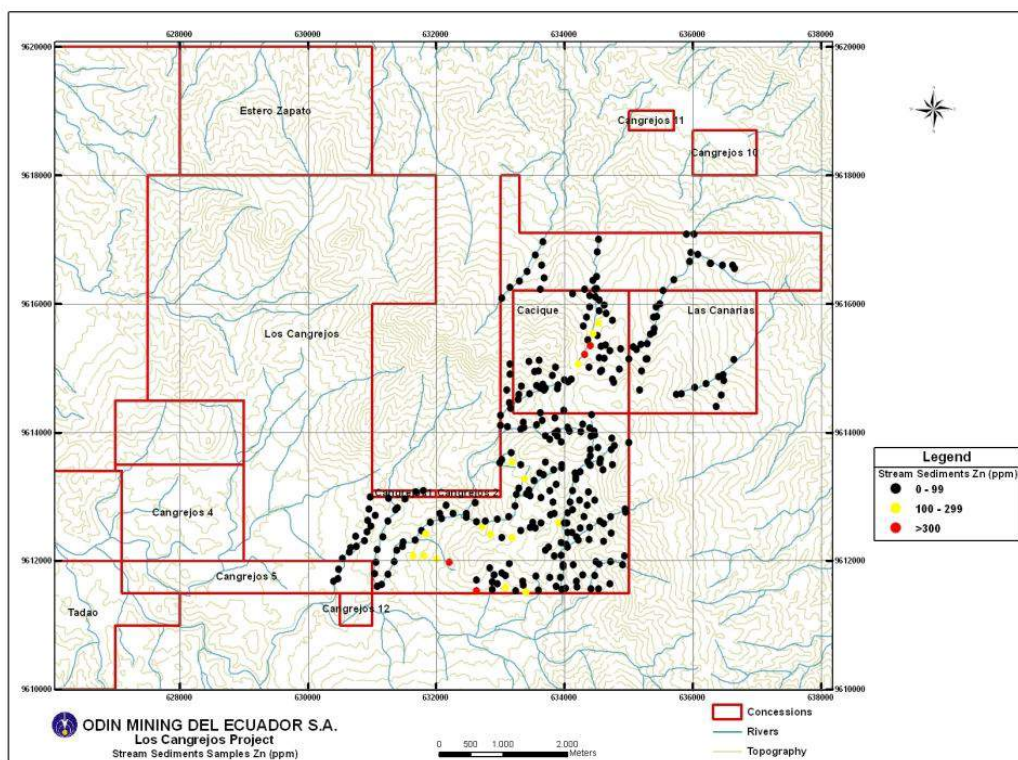 628000 630000 632000 634000 636000 638000
9620000 9620000
Estero Zapato
Cangrejos 11
Cangrejos 10
9618000 9618000
9616000 9616000
Cacique
Las Canarias
Los Cangrejos
9614000 9614000
Cangrejos 2
Cangrejos 4
9612000 9612000
Cangrejos 5
Tadao
Cangrejos 12
9610000 9610000
628000 630000 632000 634000 636000 638000
Legend
Stream Sediments Zn (ppm)
0 - 99
100 - 299
>300
ODIN MINING DEL ECUADOR S.A.
Los Cangrejos Project
Stream Sediments Samples Zn (ppm)
0 500 1.000 2.000
Meters
Concessions
Rivers
Topography